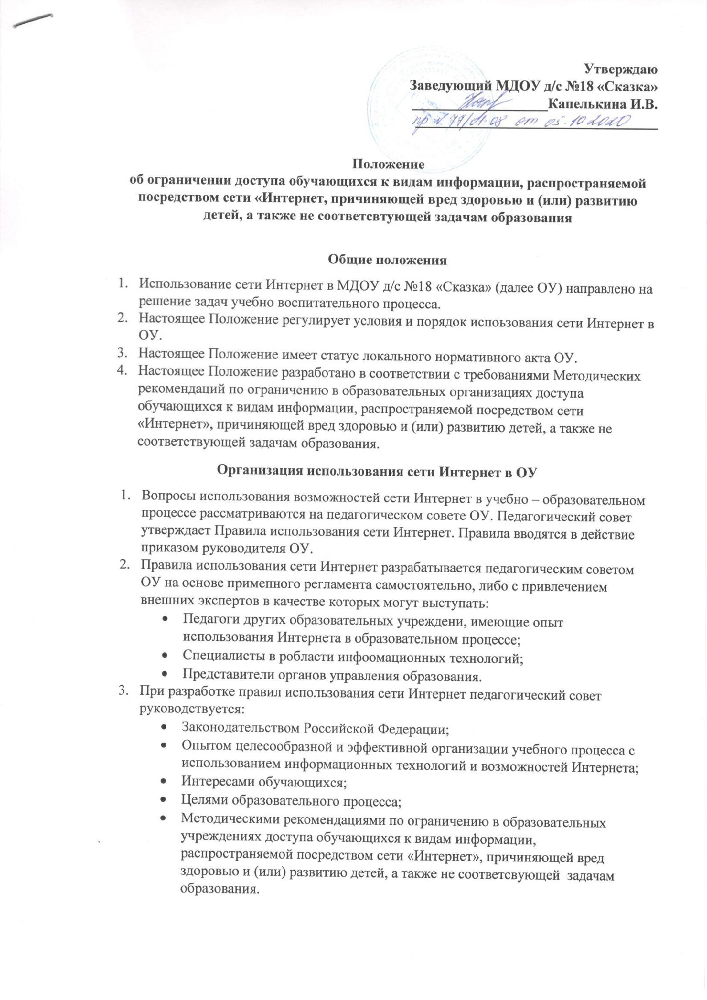 Утверждаю
Заведующий МДОУ д/с №18 «Сказка»
Капелькина И.В.
пр № 77/01-08 от 05.10.2020
Положение
об ограничении доступа обучающихся к видам информации, распространяемой
посредством сети «Интернет, причиняющей вред здоровью и (или) развитию
детей, а также не соответсвтующей задачам образования
Общие положения
1. Использование сети Интернет в МДОУ д/с №18 «Сказка» (далее ОУ) направлено на
решение задач учебно воспитательного процесса.
2. Настоящее Положение регулирует условия и порядок испоьзования сети Интернет в
ОУ.
3. Настоящее Положение имеет статус локального нормативного акта ОУ.
4. Настоящее Положение разработано в соответствии с требованиями Методических
рекомендаций по ограничению в образовательных организациях доступа
обучающихся к видам информации, распространяемой посредством сети
«Интернет», причиняющей вред здоровью и (или) развитию детей, а также не
соответствующей задачам образования.
Организация использования сети Интернет в ОУ
1. Вопросы использования возможностей сети Интернет в учебно – образовательном
процессе рассматриваются на педагогическом совете ОУ. Педагогический совет
утверждает Правила использования сети Интернет. Правила вводятся в действие
приказом руководителя ОУ.
2. Правила использования сети Интернет разрабатывается педагогическим советом
ОУ на основе примепного регламента самостоятельно, либо с привлечением
внешних экспертов в качестве которых могут выступать:
• Педагоги других образовательных учреждени, имеющие опыт
использования Интернета в образовательном процессе;
• Специалисты в робласти инфоомационных технологий;
• Представители органов управления образования.
3. При разработке правил использования сети Интернет педагогический совет
руководствуется:
• Законодательством Российской Федерации;
• Опытом целесообразной и эффективной организации учебного процесса с
использованием информационных технологий и возможностей Интернета;
• Интересами обучающихся;
• Целями образовательного процесса;
• Методическими рекомендациями по ограничению в образовательных
учреждениях доступа обучающихся к видам информации,
распространяемой посредством сети «Интернет», причиняющей вред
здоровью и (или) развитию детей, а также не соответсвующей задачам
образования.